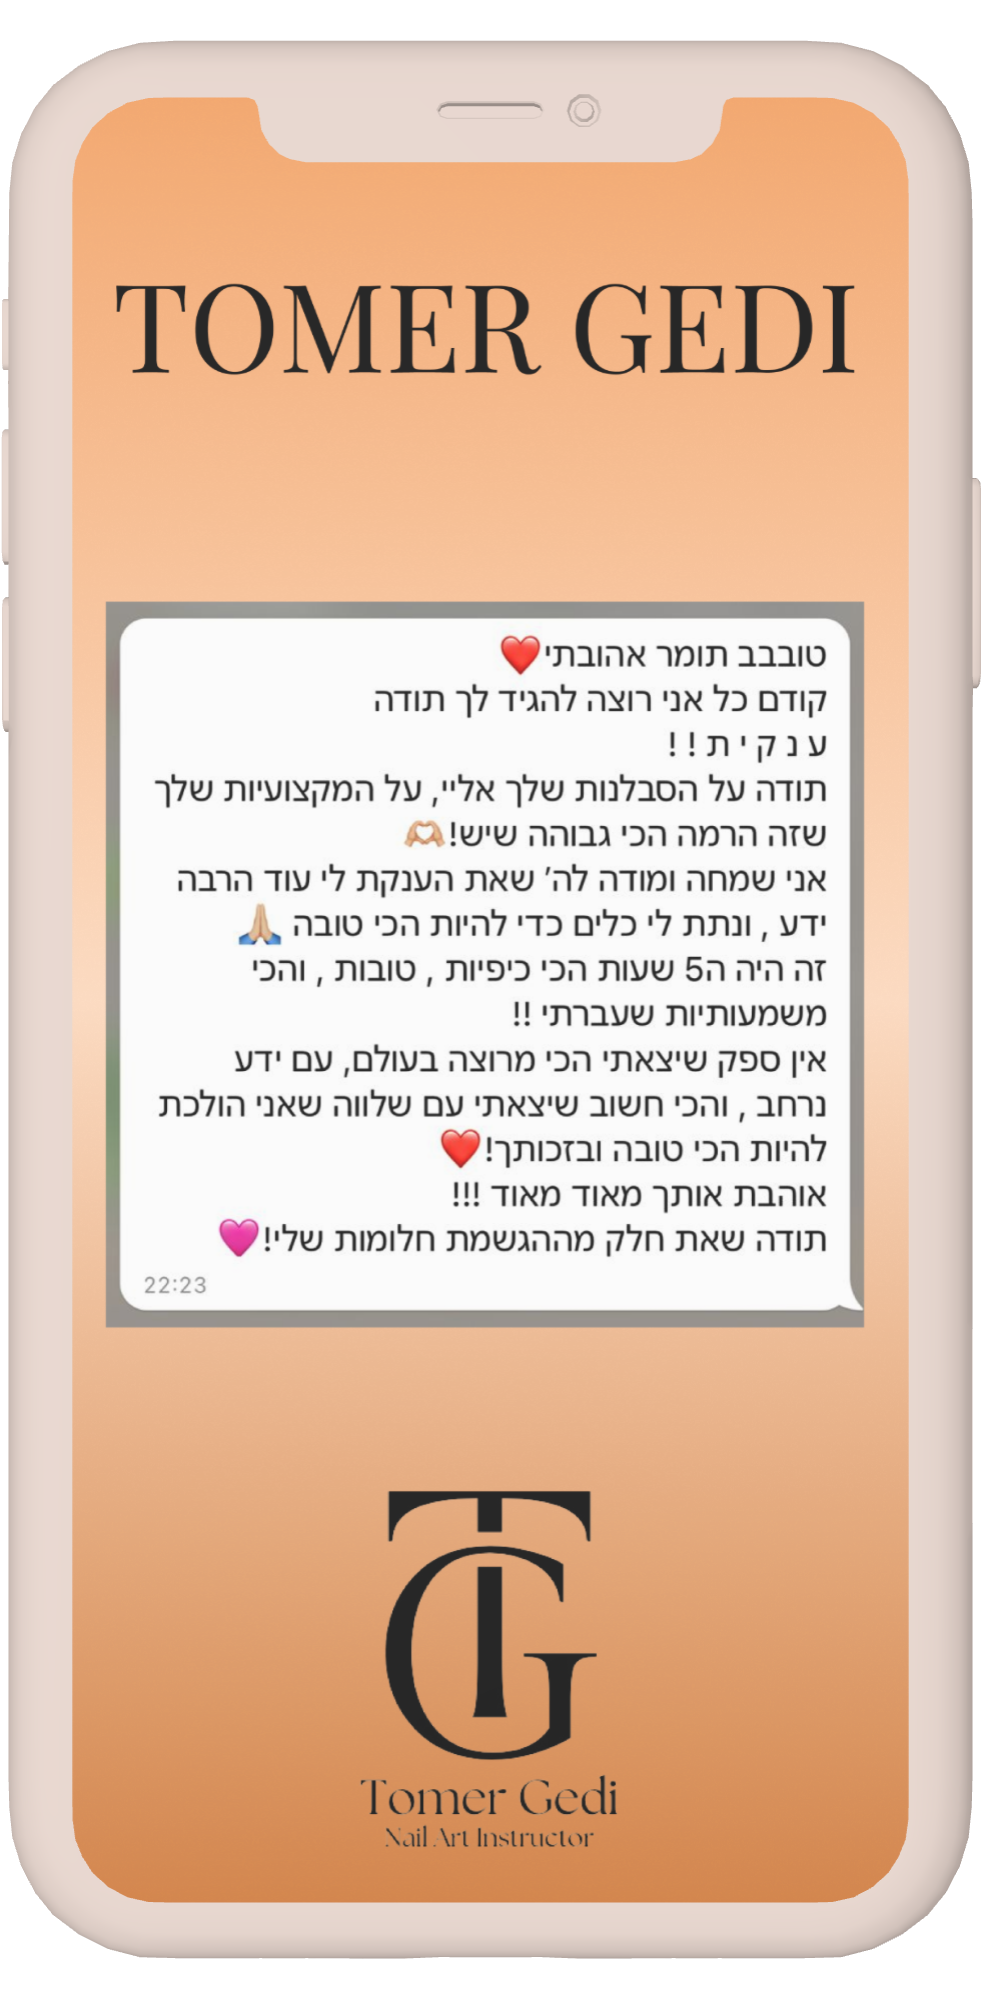 TOMER GEDI
טובבב תומר אהובתי❤️
קודם כל אני רוצה להגיד לך תודה
ע נ ק י ת ! !
תודה על הסבלנות שלך אליי, על המקצועיות שלך
שזה הרמה הכי גבוהה שיש!🫶🏼
אני שמחה ומודה לה׳ שאת הענקת לי עוד הרבה
ידע , ונתת לי כלים כדי להיות הכי טובה 🙏🏼
זה היה ה5 שעות הכי כיפיות , טובות , והכי
משמעותיות שעברתי !!
אין ספק שיצאתי הכי מרוצה בעולם, עם ידע
נרחב , והכי חשוב שיצאתי עם שלווה שאני הולכת
להיות הכי טובה ובזכותך!❤️
אוהבת אותך מאוד מאוד !!!
תודה שאת חלק מההגשמת חלומות שלי!🩷
22:23
TG
Tomer Gedi
Nail Art Instructor